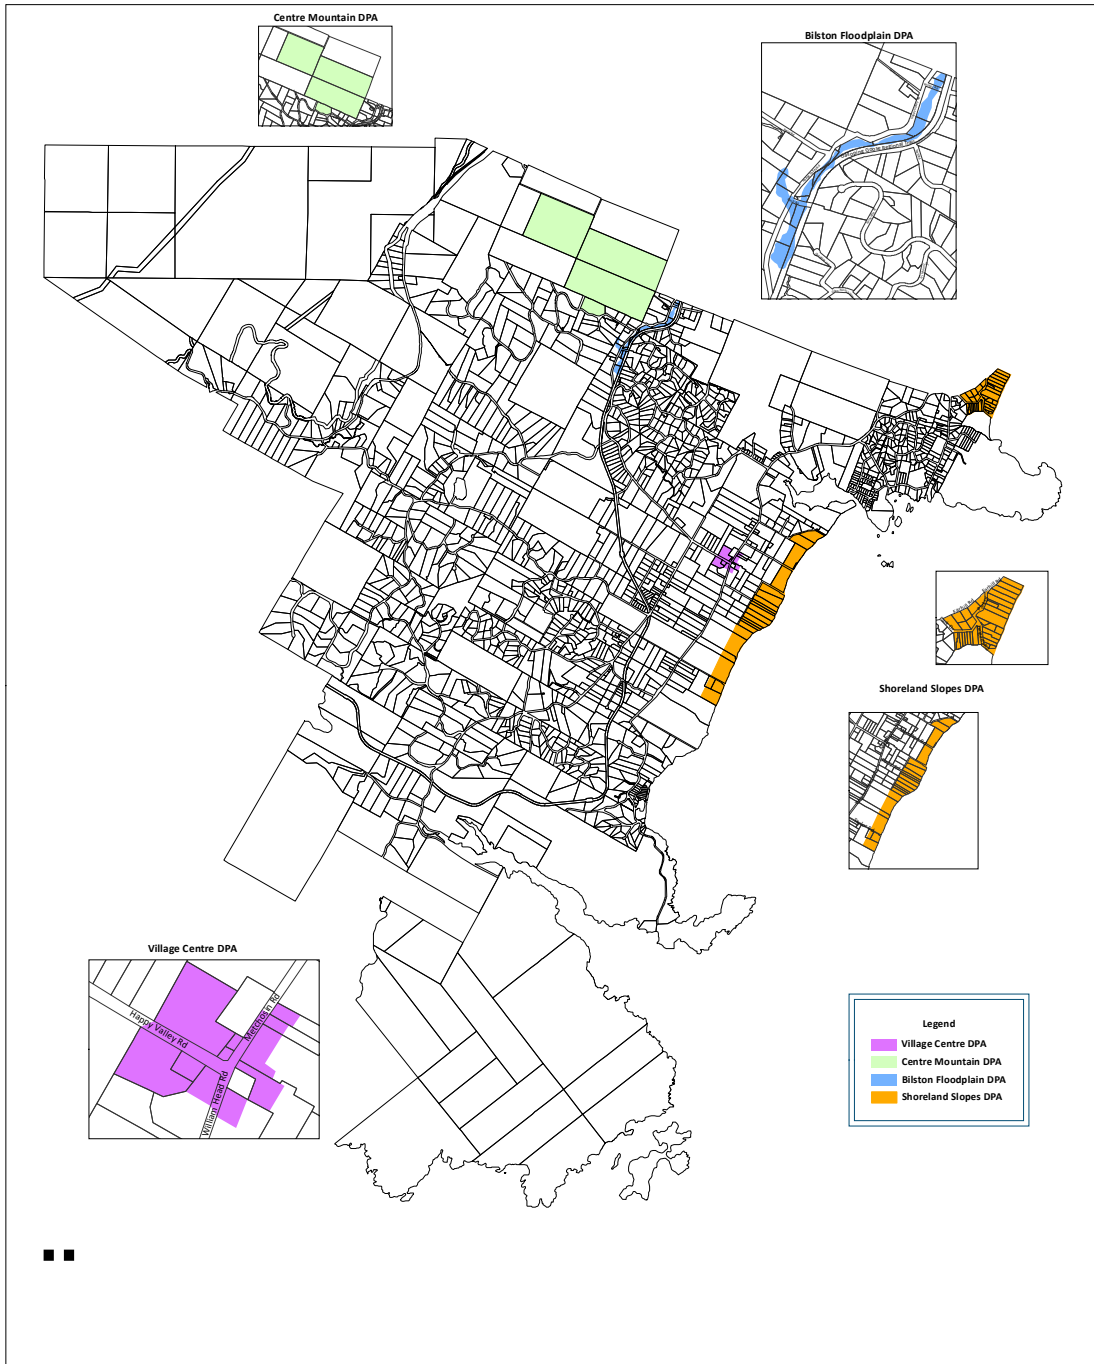 Centre Mountain DPA
Bilston Floodplain DPA
Shoreland Slopes DPA
Village Centre DPA
Happy Valley Rd
Metchosin Rd
William Head Rd
Legend
Village Centre DPA
Centre Mountain DPA
Bilston Floodplain DPA
Shoreland Slopes DPA